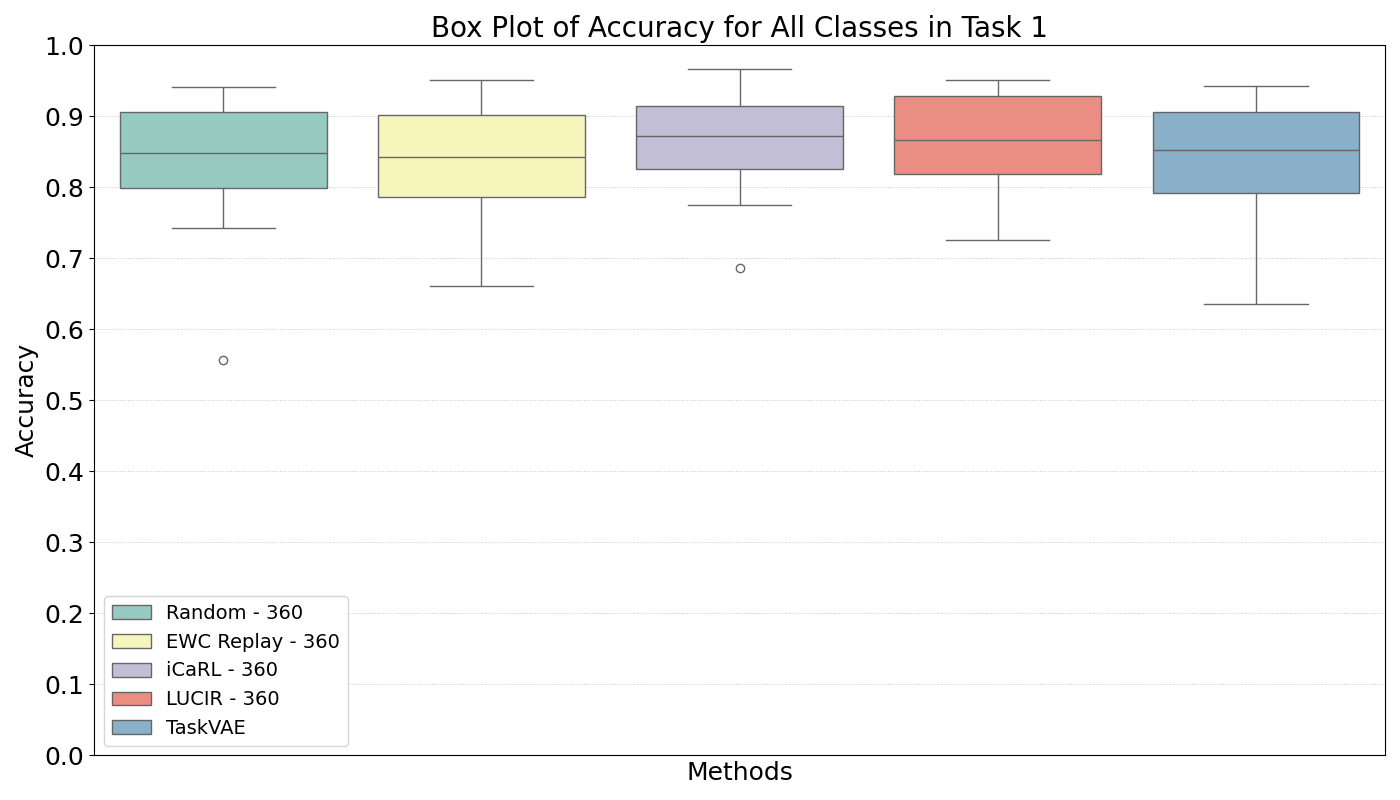 Box Plot of Accuracy for All Classes in Task 1
1.0
0.9
0.8
0.7
0.6
0.5
0.4
0.3
0.2
0.1
0.0
Accuracy
Random - 360
EWC Replay - 360
iCaRL - 360
LUCIR - 360
TaskVAE
Methods